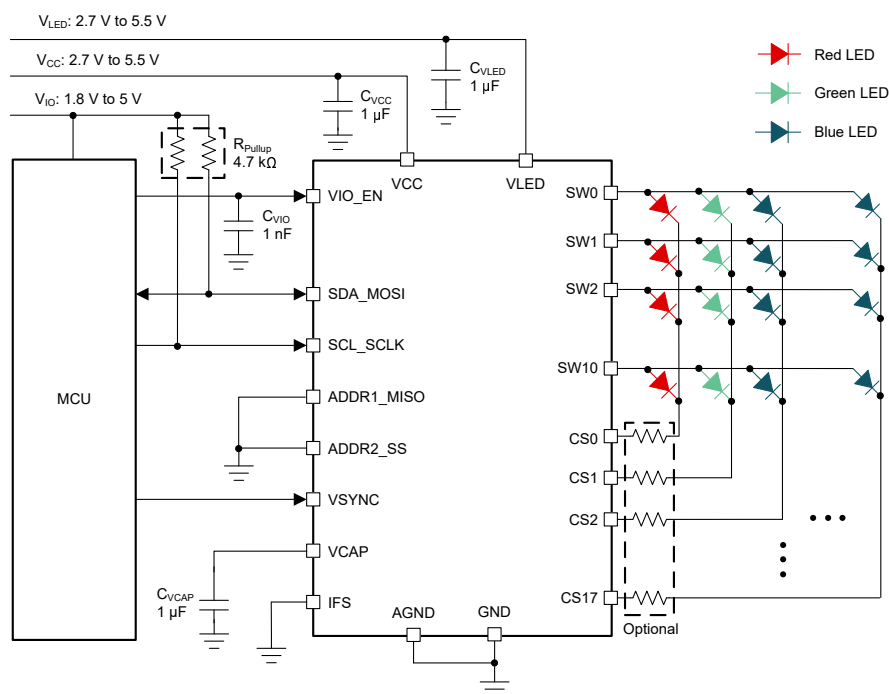 VLED: 2.7 V to 5.5 V
VCC: 2.7 V to 5.5 V
VIO: 1.8 V to 5 V
CVLED
1 µF
CVCC
1 µF
RPullup
4.7 kΩ
Red LED
Green LED
Blue LED
MCU
CVIO
1 nF
CVCAP
1 µF
VCC
VLED
VIO_EN
SDA_MOSI
SCL_SCLK
ADDR1_MISO
ADDR2_SS
VSYNC
VCAP
IFS
AGND
GND
SW0
SW1
SW2
SW10
CS0
CS1
CS2
CS17
Optional